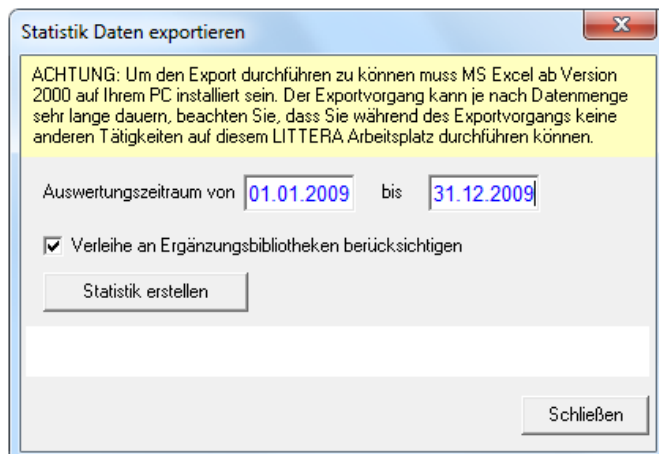 Statistik Daten exportieren
ACHTUNG: Um den Export durchführen zu können muss MS Excel ab Version
2000 auf Ihrem PC installiert sein. Der Exportvorgang kann je nach Datenmenge
sehr lange dauern, beachten Sie, dass Sie während des Exportvorgangs keine
anderen Tätigkeiten auf diesem LITTERA Arbeitsplatz durchführen können.
Auswertungszeitraum von 01.01.2009 bis 31.12.2009
Verleihe an Ergänzungsbibliotheken berücksichtigen
Statistik erstellen
Schließen